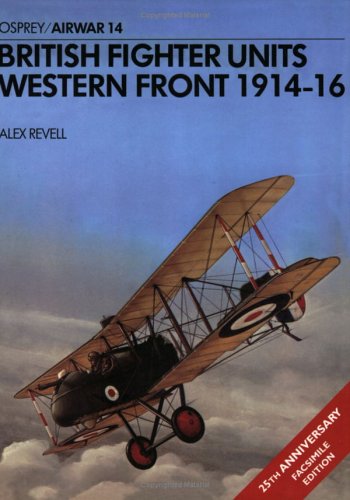 OSPREY/AIRWAR 14
BRITISH FIGHTER UNITS
WESTERN FRONT 1914-16
ALEX REVELL
25TH ANNIVERSARY
FACSIMILE
EDITION